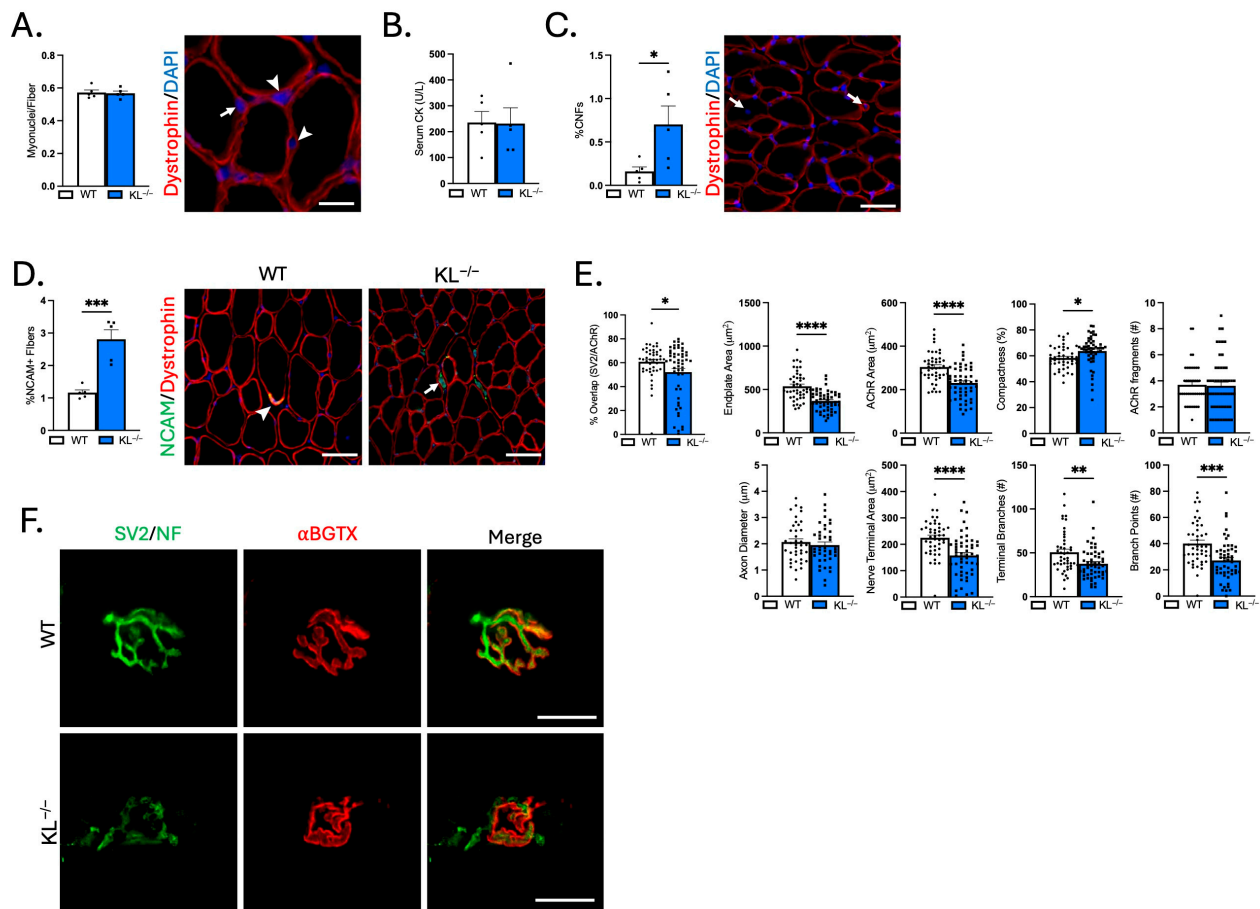 A.
0.8
0.6
0.4
0.2
0.0
Myonuclei/Fiber
WT
KL⁻/⁻
Dystrophin/DAPI
B.
500
400
300
200
100
0
Serum CK (U/L)
WT
KL⁻/⁻
C.
1.5
1.0
0.5
0.0
%CNFs
*
WT
KL⁻/⁻
Dystrophin/DAPI
D.
4
3
2
1
0
%NCAM+ FIbers
***
WT
KL⁻/⁻
NCAM/Dystrophin
WT
KL⁻/⁻
E.
100
80
60
40
20
0
% Overlap (SV2/AChR)
*
WT
KL⁻/⁻
1500
1000
500
0
Endplate Area (μm²)
****
WT
KL⁻/⁻
600
400
200
0
AChR Area (μm²)
****
WT
KL⁻/⁻
100
80
60
40
20
0
Compactness (%)
*
WT
KL⁻/⁻
10
8
6
4
2
0
AChR fragments (#)
WT
KL⁻/⁻
5
4
3
2
1
0
Axon Diameter (μm)
WT
KL⁻/⁻
500
400
300
200
100
0
Nerve Terminal Area (μm²)
****
WT
KL⁻/⁻
150
100
50
0
Terminal Branches (#)
**
WT
KL⁻/⁻
100
80
60
40
20
0
Branch Points (#)
***
WT
KL⁻/⁻
F.
SV2/NF
αBGTX
Merge
WT
KL⁻/⁻